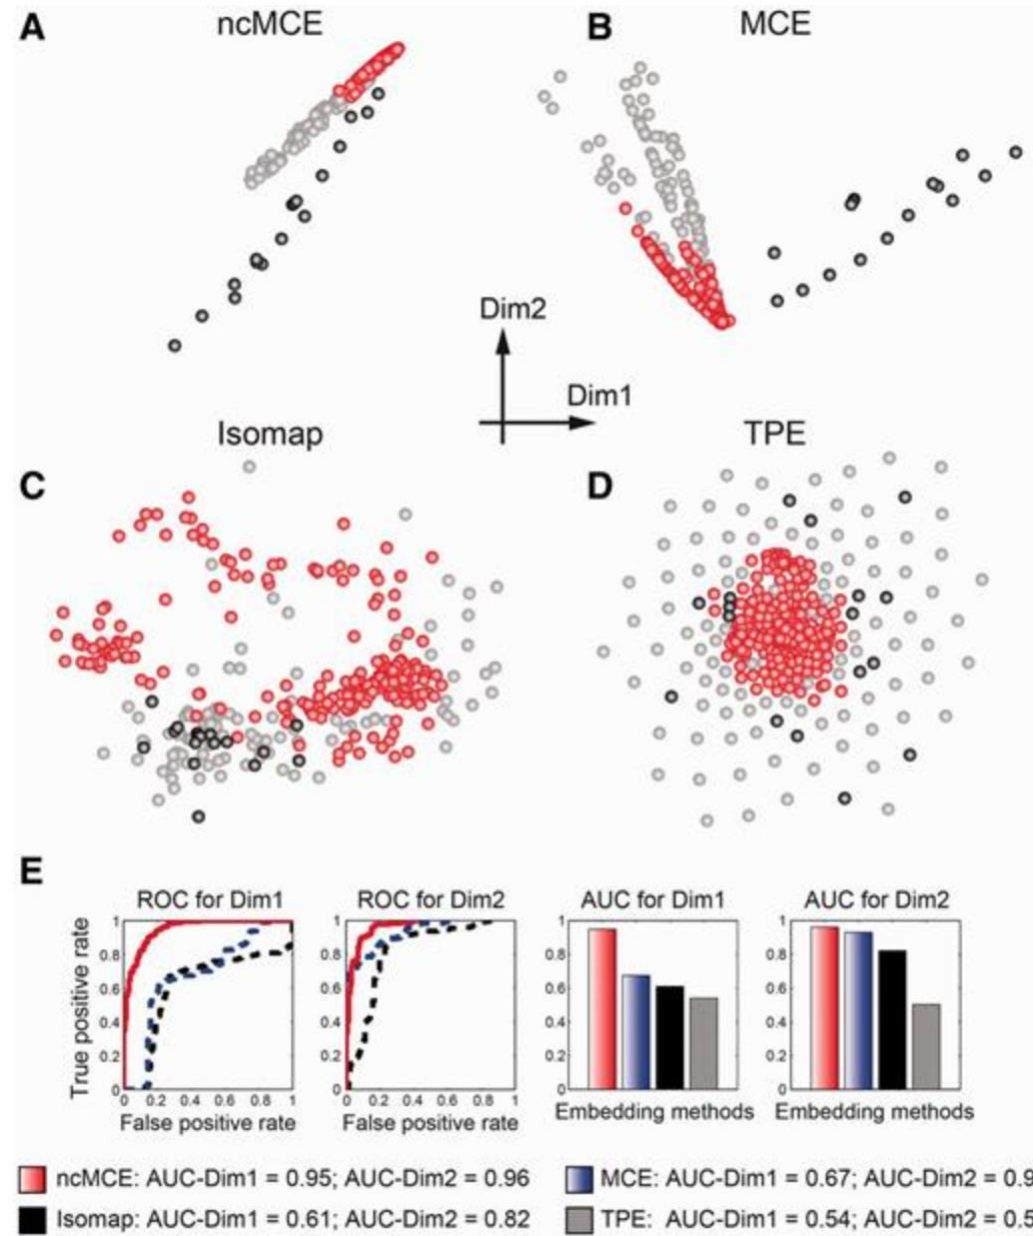 A
ncMCE
B
MCE
Dim2
Dim1
Isomap
TPE
C
D
E
ROC for Dim1
ROC for Dim2
AUC for Dim1
AUC for Dim2
True positive rate
1
0.8
0.6
0.4
0.2
0
0 0.2 0.4 0.6 0.8 1
False positive rate
1
0.8
0.6
0.4
0.2
0
0 0.2 0.4 0.6 0.8 1
False positive rate
1
0.8
0.6
0.4
0.2
0
Embedding methods
1
0.8
0.6
0.4
0.2
0
Embedding methods
ncMCE: AUC-Dim1 = 0.95; AUC-Dim2 = 0.96
MCE: AUC-Dim1 = 0.67; AUC-Dim2 = 0.9
Isomap: AUC-Dim1 = 0.61; AUC-Dim2 = 0.82
TPE: AUC-Dim1 = 0.54; AUC-Dim2 = 0.5